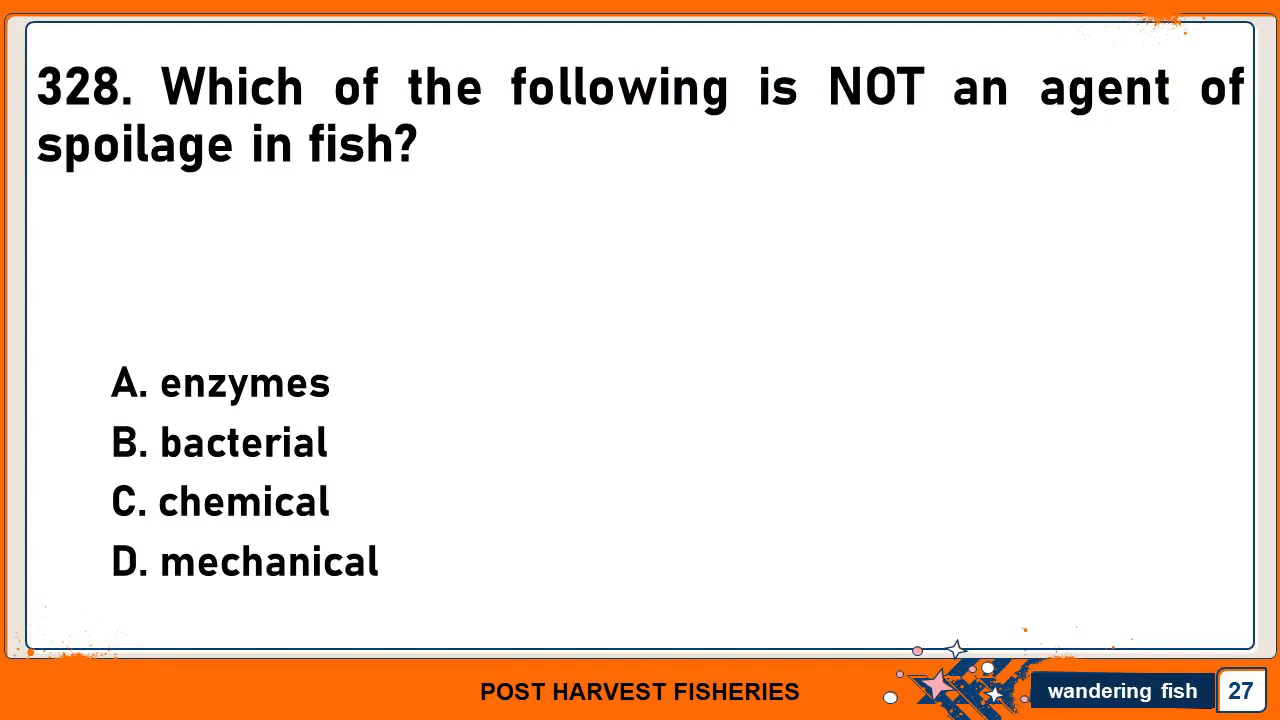 328. Which of the following is NOT an agent of
spoilage in fish?
A. enzymes
B. bacterial
C. chemical
D. mechanical
POST HARVEST FISHERIES
wandering fish
27